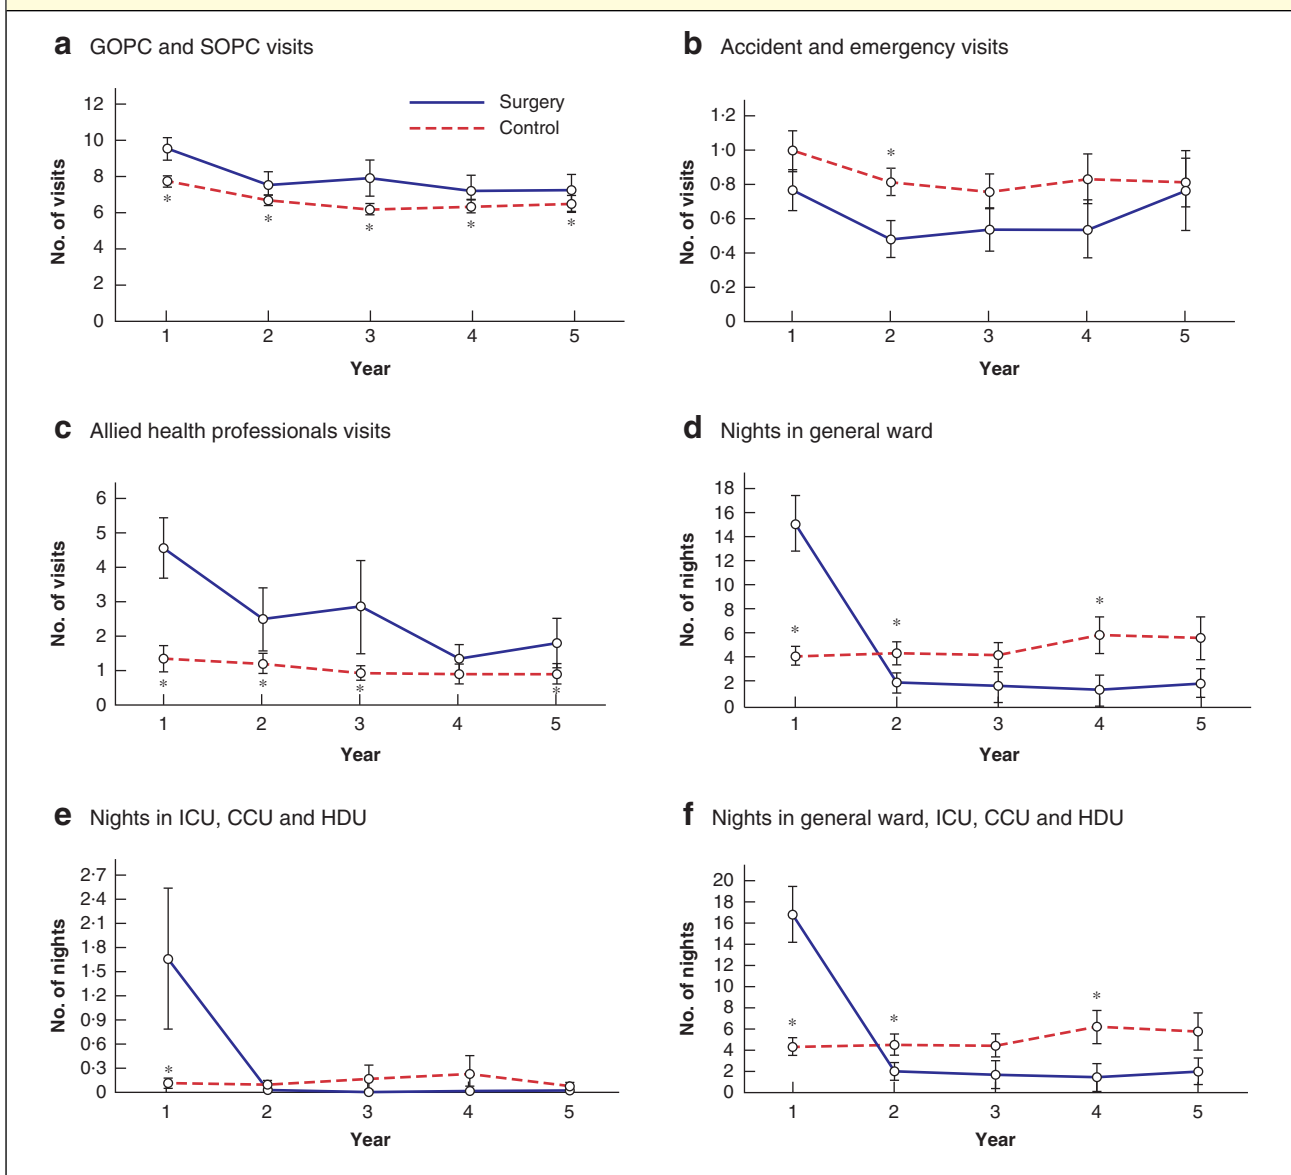 a GOPC and SOPC visits
12
10
8
6
4
2
0
No. of visits
Surgery
Control
*
*
*
*
*
1 2 3 4 5
Year
b Accident and emergency visits
1·2
1·0
0·8
0·6
0·4
0·2
0
No. of visits
*
1 2 3 4 5
Year
c Allied health professionals visits
6
5
4
3
2
1
0
No. of visits
*
*
*
*
1 2 3 4 5
Year
d Nights in general ward
18
16
14
12
10
8
6
4
2
0
No. of nights
*
*
*
1 2 3 4 5
Year
e Nights in ICU, CCU and HDU
2·7
2·4
2·1
1·8
1·5
1·2
0·9
0·6
0·3
0
No. of nights
*
1 2 3 4 5
Year
f Nights in general ward, ICU, CCU and HDU
20
18
16
14
12
10
8
6
4
2
0
No. of nights
*
*
*
1 2 3 4 5
Year